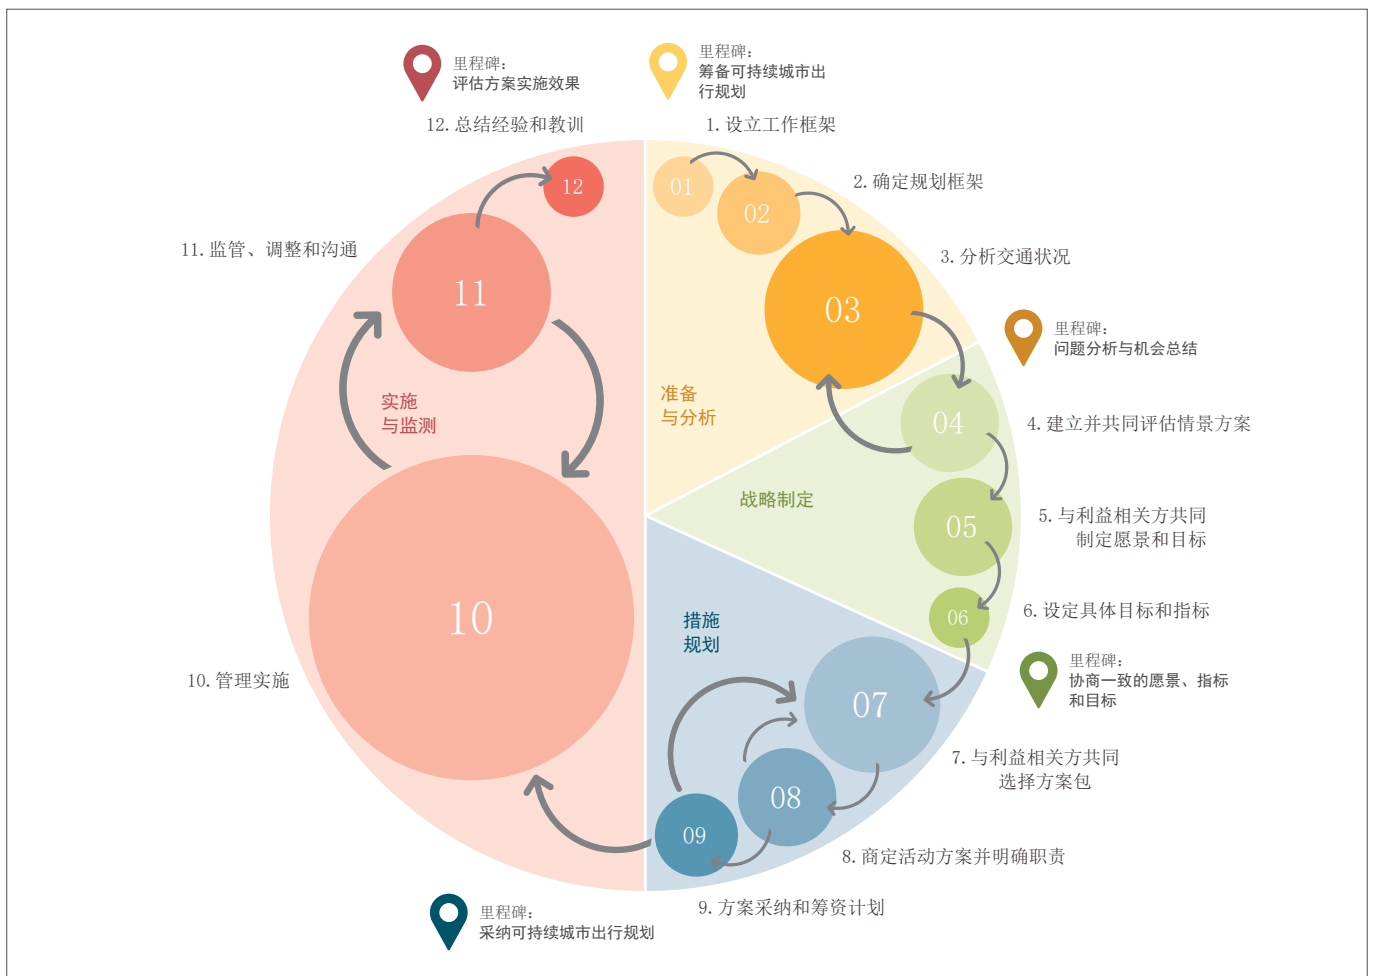 里程碑：
评估方案实施效果
12. 总结经验和教训
里程碑：
筹备可持续城市出
行规划
1. 设立工作框架
2. 确定规划框架
3. 分析交通状况
里程碑：
问题分析与机会总结
4. 建立并共同评估情景方案
5. 与利益相关方共同
制定愿景和目标
6. 设定具体目标和指标
里程碑：
协商一致的愿景、指标
和目标
7. 与利益相关方共同
选择方案包
8. 商定活动方案并明确职责
9. 方案采纳和筹资计划
里程碑：
采纳可持续城市出行规划
10. 管理实施
11. 监管、调整和沟通
准备
与分析
战略制定
措施
规划
实施
与监测
01
02
03
04
05
06
07
08
09
10
11
12